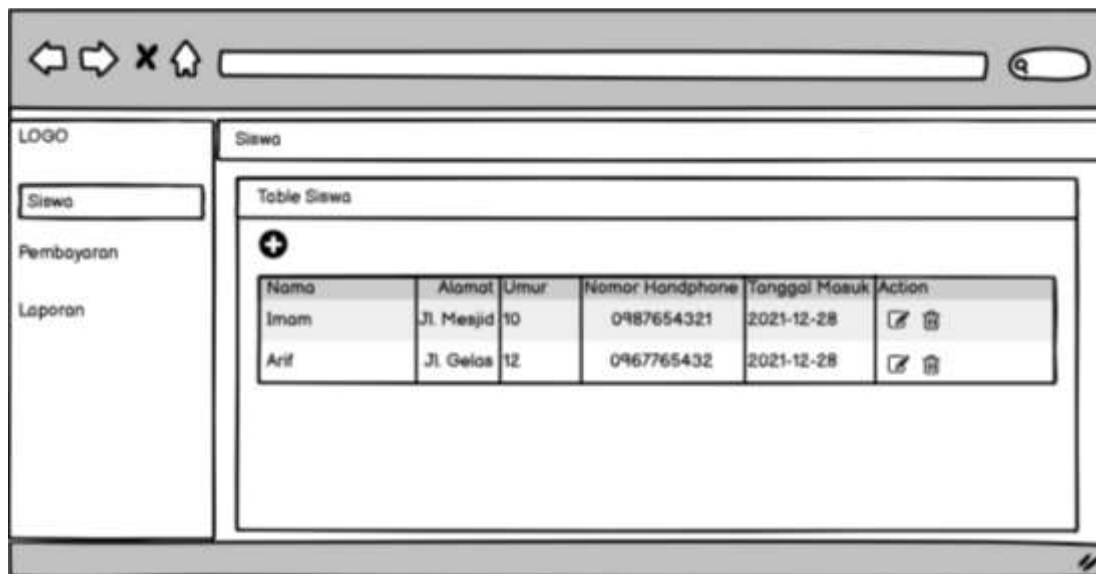 LOGO
Siswa
Pembayaran
Laporan
Siswa
Table Siswa
Nama Alamat Umur Nomor Handphone Tanggal Masuk Action
Imam Jl. Mesjid 10 0987654321 2021-12-28
Arif Jl. Gelas 12 0967765432 2021-12-28